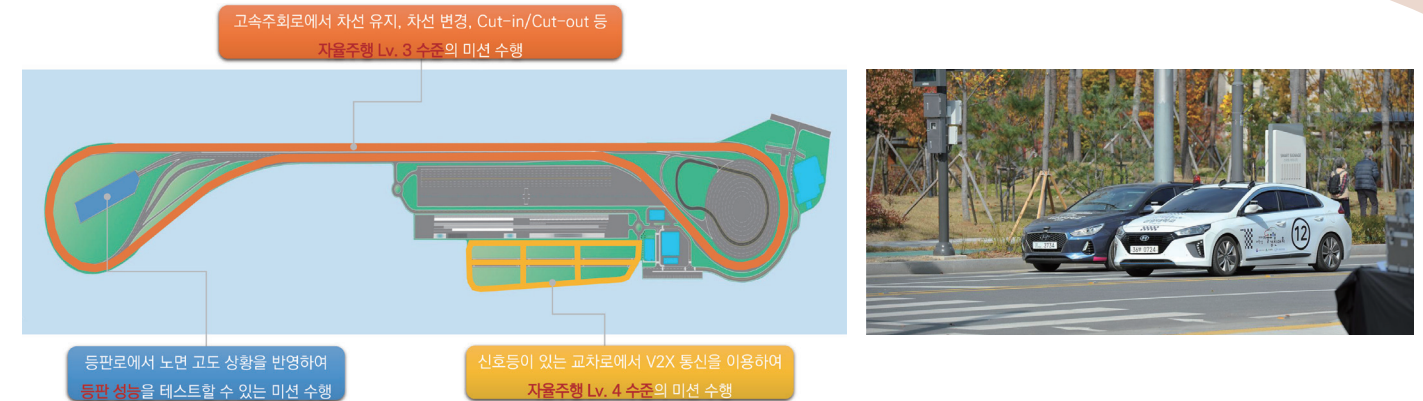 고속주회로에서 차선 유지, 차선 변경, Cut-in/Cut-out 등
자율주행 Lv. 3 수준의 미션 수행
등판로에서 노면 고도 상황을 반영하여
등판 성능을 테스트할 수 있는 미션 수행
신호등이 있는 교차로에서 V2X 통신을 이용하여
자율주행 Lv. 4 수준의 미션 수행
12